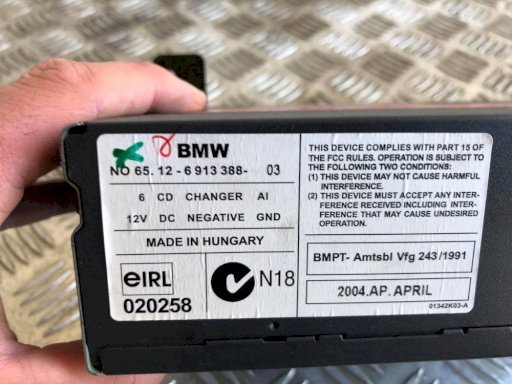 BMW
NO 65. 12 - 6 913 388- 03
6 CD CHANGER AI
12V DC NEGATIVE GND
MADE IN HUNGARY
eIRL
020258
N18
THIS DEVICE COMPLIES WITH PART 15 OF
THE FCC RULES. OPERATION IS SUBJECT TO
THE FOLLOWING TWO CONDITIONS:
(1) THIS DEVICE MAY NOT CAUSE HARMFUL
INTERFERENCE.
(2) THIS DEVICE MUST ACCEPT ANY INTER-
FERENCE RECEIVED INCLUDING INTER-
FERENCE THAT MAY CAUSE UNDESIRED
OPERATION.
BMPT- Amtsbl Vfg 243/1991
2004.AP.APRIL
01342K03-A